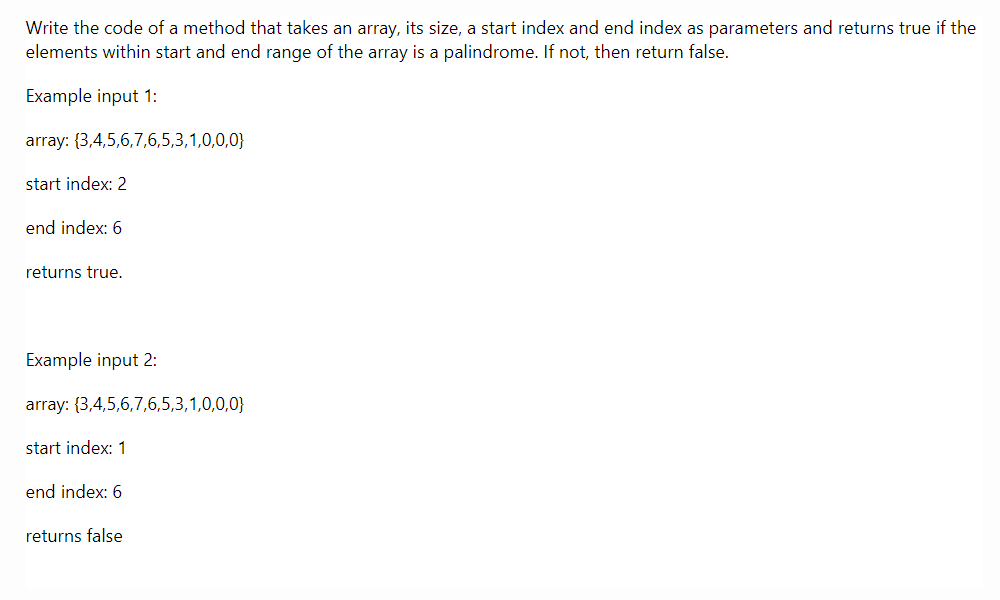 Write the code of a method that takes an array, its size, a start index and end index as parameters and returns true if the
elements within start and end range of the array is a palindrome. If not, then return false.
Example input 1:
array: {3,4,5,6,7,6,5,3,1,0,0,0}
start index: 2
end index: 6
returns true.
Example input 2:
array: {3,4,5,6,7,6,5,3,1,0,0,0}
start index: 1
end index: 6
returns false